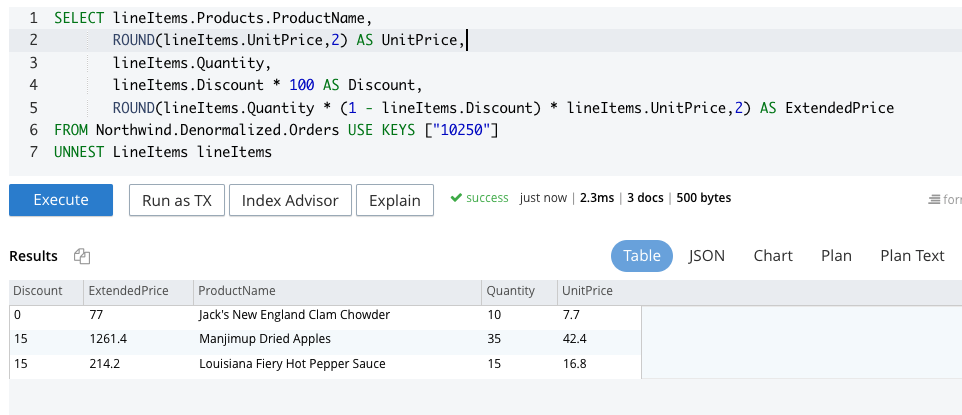 1 SELECT lineItems.Products.ProductName,
2 ROUND(lineItems.UnitPrice,2) AS UnitPrice,
3 lineItems.Quantity,
4 lineItems.Discount * 100 AS Discount,
5 ROUND(lineItems.Quantity * (1 - lineItems.Discount) * lineItems.UnitPrice,2) AS ExtendedPrice
6 FROM Northwind.Denormalized.Orders USE KEYS ["10250"]
7 UNNEST LineItems lineItems
Execute Run as TX Index Advisor Explain success just now | 2.3ms | 3 docs | 500 bytes
Results Table JSON Chart Plan Plan Text
Discount ExtendedPrice ProductName Quantity UnitPrice
0 77 Jack's New England Clam Chowder 10 7.7
15 1261.4 Manjimup Dried Apples 35 42.4
15 214.2 Louisiana Fiery Hot Pepper Sauce 15 16.8